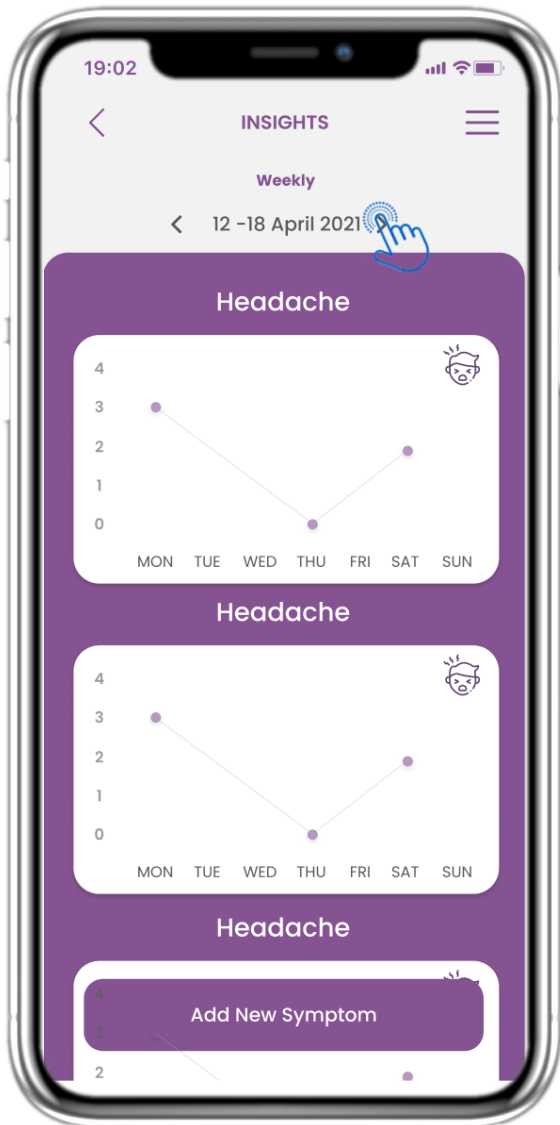 19:02
INSIGHTS
Weekly
12 -18 April 2021
Headache
4
3
2
1
0
MON TUE WED THU FRI SAT SUN
Headache
4
3
2
1
0
MON TUE WED THU FRI SAT SUN
Headache
4
Add New Symptom
3
2